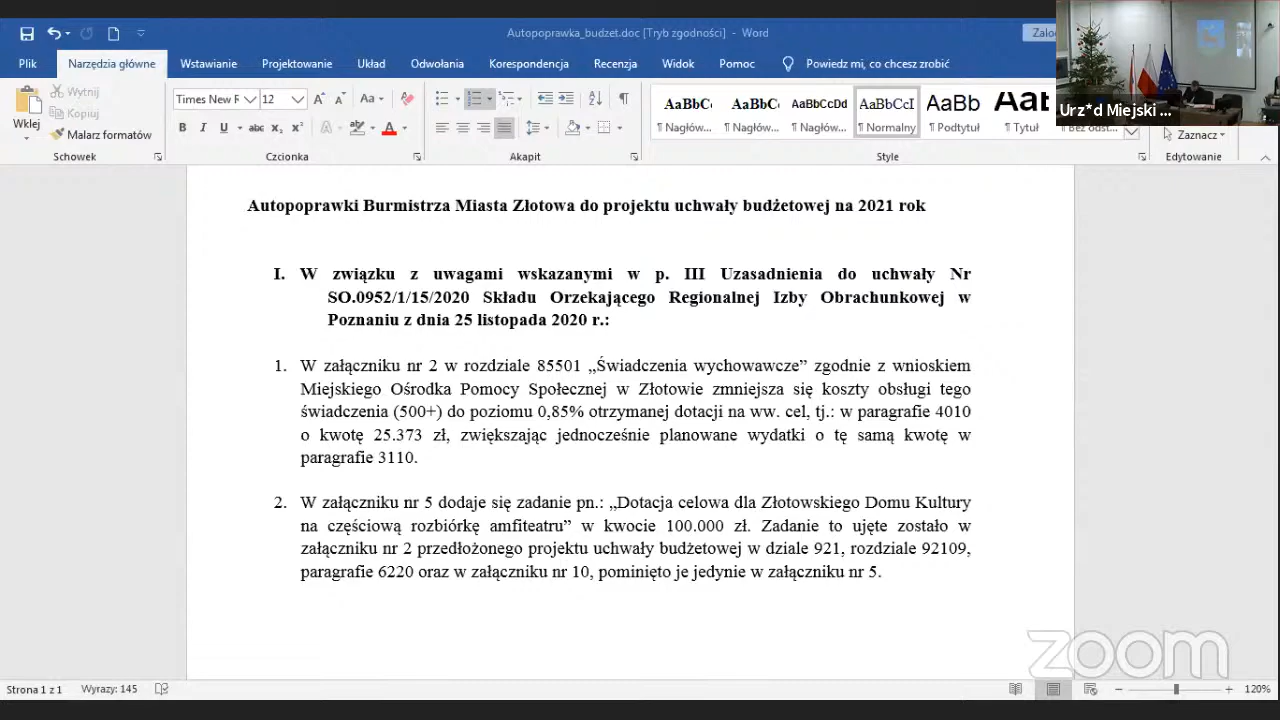 Autopoprawka_budzet.doc [Tryb zgodności] - Word
Urz*d Miejski ...
Plik Narzędzia główne Wstawianie Projektowanie Układ Odwołania Korespondencja Recenzja Widok Pomoc Powiedz mi, co chcesz zrobić
Wklej
Wytnij
Kopiuj
Malarz formatów
Schowek
Times New R 12
Czcionka
Akapit
AaBbC AaBbC AaBbCcDd AaBbCcI AaBb AaB
¶ Nagłów... ¶ Nagłów... ¶ Nagłów... ¶ Normalny ¶ Podtytuł ¶ Tytuł
Style
Zaznacz
Edytowanie
Autopoprawki Burmistrza Miasta Złotowa do projektu uchwały budżetowej na 2021 rok
I. W związku z uwagami wskazanymi w p. III Uzasadnienia do uchwały Nr
SO.0952/1/15/2020 Składu Orzekającego Regionalnej Izby Obrachunkowej w
Poznaniu z dnia 25 listopada 2020 r.:
1. W załączniku nr 2 w rozdziale 85501 „Świadczenia wychowawcze” zgodnie z wnioskiem
Miejskiego Ośrodka Pomocy Społecznej w Złotowie zmniejsza się koszty obsługi tego
świadczenia (500+) do poziomu 0,85% otrzymanej dotacji na ww. cel, tj.: w paragrafie 4010
o kwotę 25.373 zł, zwiększając jednocześnie planowane wydatki o tę samą kwotę w
paragrafie 3110.
2. W załączniku nr 5 dodaje się zadanie pn.: „Dotacja celowa dla Złotowskiego Domu Kultury
na częściową rozbiórkę amfiteatru” w kwocie 100.000 zł. Zadanie to ujęte zostało w
załączniku nr 2 przedłożonego projektu uchwały budżetowej w dziale 921, rozdziale 92109,
paragrafie 6220 oraz w załączniku nr 10, pominięto je jedynie w załączniku nr 5.
zoom
Strona 1 z 1 Wyrazy: 145 120%